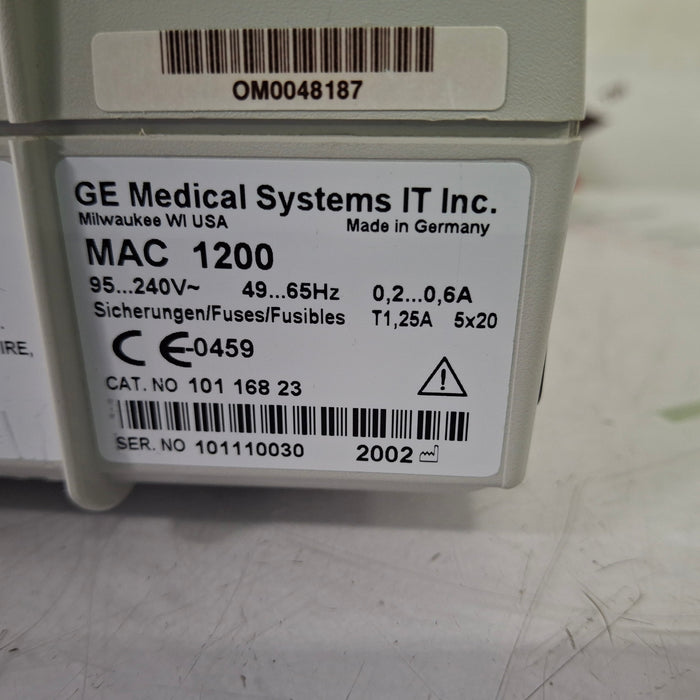 OM0048187
GE Medical Systems IT Inc.
Milwaukee WI USA Made in Germany
MAC 1200
95...240V~ 49...65Hz 0,2...0,6A
Sicherungen/Fuses/Fusibles T1,25A 5x20
CE-0459
CAT. NO 101 168 23
SER. NO 101110030 2002
IRE,